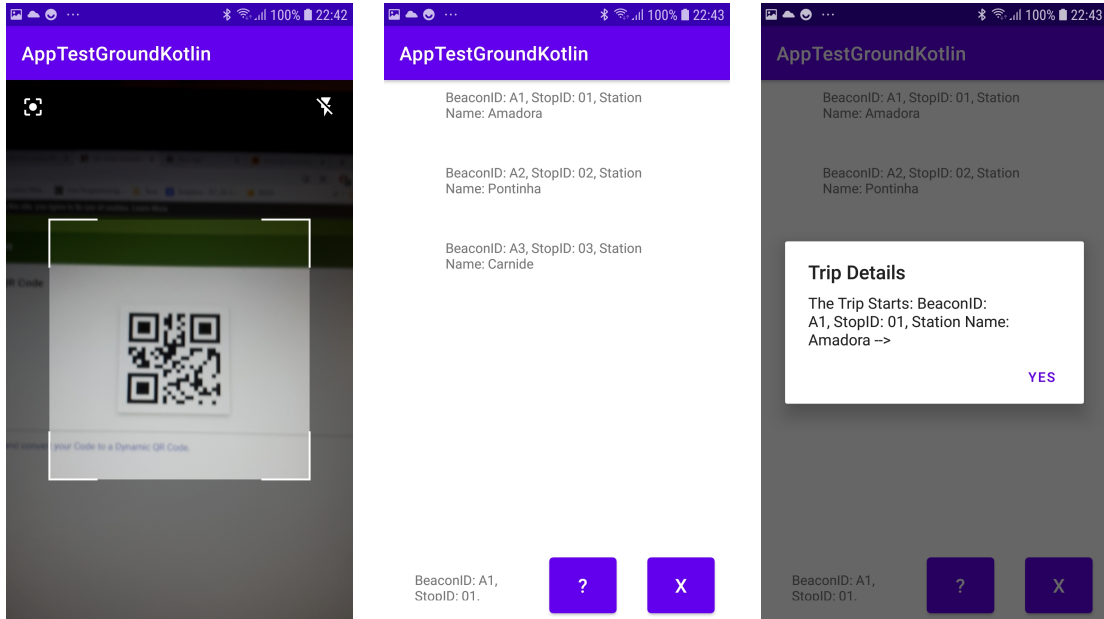 100% 22:42
AppTestGroundKotlin
QR Code
your Code to a Dynamic QR Code.
100% 22:43
AppTestGroundKotlin
BeaconID: A1, StopID: 01, Station
Name: Amadora
BeaconID: A2, StopID: 02, Station
Name: Pontinha
BeaconID: A3, StopID: 03, Station
Name: Carnide
BeaconID: A1,
StopID: 01.
?
X
100% 22:43
AppTestGroundKotlin
BeaconID: A1, StopID: 01, Station
Name: Amadora
BeaconID: A2, StopID: 02, Station
Name: Pontinha
Trip Details
The Trip Starts: BeaconID:
A1, StopID: 01, Station Name:
Amadora -->
YES
BeaconID: A1,
StopID: 01.
?
X